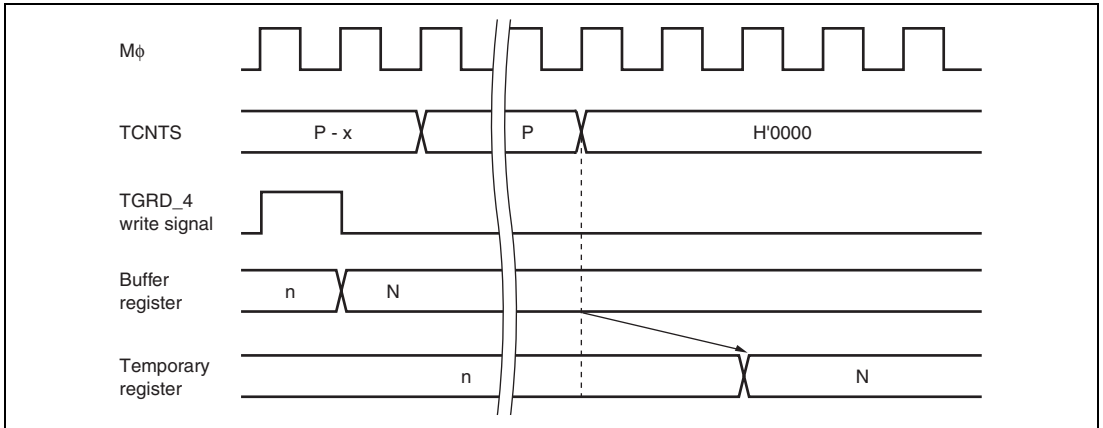 Mφ
TCNTS
P - x
P
H'0000
TGRD_4
write signal
Buffer
register
n
N
Temporary
register
n
N